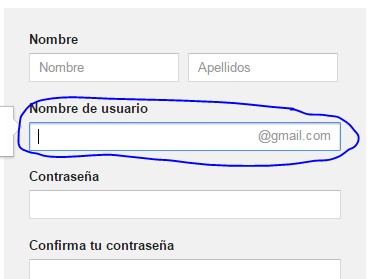 Nombre
Nombre Apellidos
Nombre de usuario
@gmail.com
Contraseña
Confirma tu contraseña